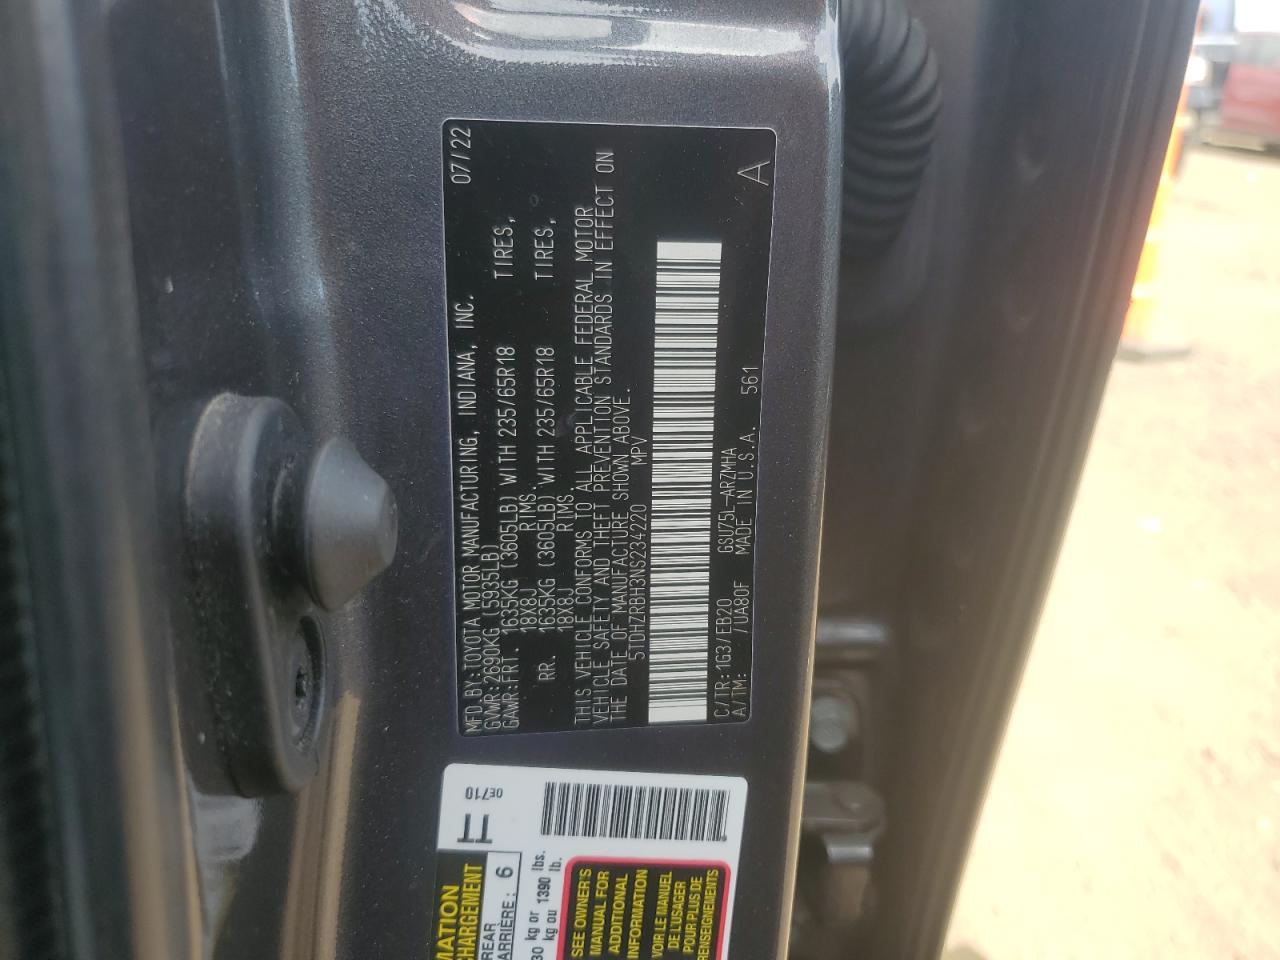 07/22
MFD.BY:TOYOTA MOTOR MANUFACTURING, INDIANA, INC.
GVWR:2690KG (5935LB)
GAWR:FRT. 1635KG (3605LB) WITH 235/65R18 TIRES,
18X8J RIMS.
RR. 1635KG (3605LB) WITH 235/65R18 TIRES,
18X8J RIMS.
THIS VEHICLE CONFORMS TO ALL APPLICABLE FEDERAL MOTOR
VEHICLE SAFETY AND THEFT PREVENTION STANDARDS IN EFFECT ON
THE DATE OF MANUFACTURE SHOWN ABOVE.
5TDHZRBH3NS234220 MPV
C/TR:1G3/EB20 GSU75L-ARZMHA 561
A/TM: /UA80F MADE IN U.S.A.
A
0E710
MATION
CHARGEMENT
REAR
ARRIÈRE : 6
30 kg or 1390 lbs.
kg ou lb.
SEE OWNER'S
MANUAL FOR
ADDITIONAL
INFORMATION
VOIR LE MANUEL
DE L'USAGER
POUR PLUS DE
RENSEIGNEMENTS